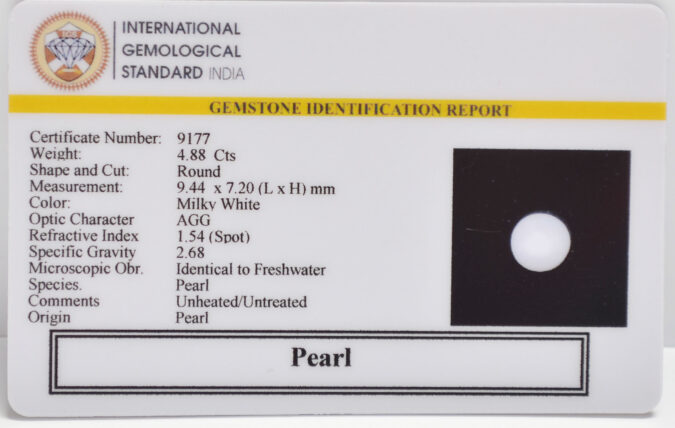 IGS
INTERNATIONAL
GEMOLOGICAL
STANDARD INDIA
GEMSTONE IDENTIFICATION REPORT
Certificate Number: 9177
Weight: 4.88 Cts
Shape and Cut: Round
Measurement: 9.44 x 7.20 (L x H) mm
Color: Milky White
Optic Character AGG
Refractive Index 1.54 (Spot)
Specific Gravity 2.68
Microscopic Obr. Identical to Freshwater
Species. Pearl
Comments Unheated/Untreated
Origin Pearl
Pearl